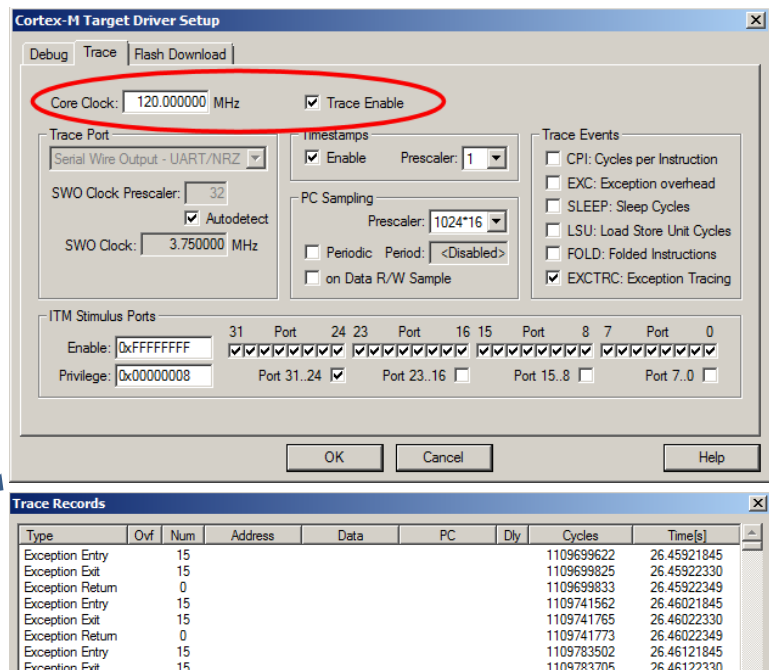 Cortex-M Target Driver Setup
Debug Trace Flash Download
Core Clock: 120.000000 MHz Trace Enable
Trace Port
Serial Wire Output - UART/NRZ
SWO Clock Prescaler: 32
Autodetect
SWO Clock: 3.750000 MHz
Timestamps
Enable Prescaler: 1
PC Sampling
Prescaler: 1024*16
Periodic Period: <Disabled>
on Data R/W Sample
Trace Events
CPI: Cycles per Instruction
EXC: Exception overhead
SLEEP: Sleep Cycles
LSU: Load Store Unit Cycles
FOLD: Folded Instructions
EXCTRC: Exception Tracing
ITM Stimulus Ports
31 Port 24 23 Port 16 15 Port 8 7 Port 0
Enable: 0xFFFFFFFF
Privilege: 0x00000008 Port 31..24 Port 23..16 Port 15..8 Port 7..0
OK Cancel Help
Trace Records
Type Ovf Num Address Data PC Dly Cycles Time[s]
Exception Entry 15 1109699622 26.45921845
Exception Exit 15 1109699825 26.45922330
Exception Return 0 1109699833 26.45922349
Exception Entry 15 1109741562 26.46021845
Exception Exit 15 1109741765 26.46022330
Exception Return 0 1109741773 26.46022349
Exception Entry 15 1109783502 26.46121845
Exception Exit 15 1109783705 26.46122330